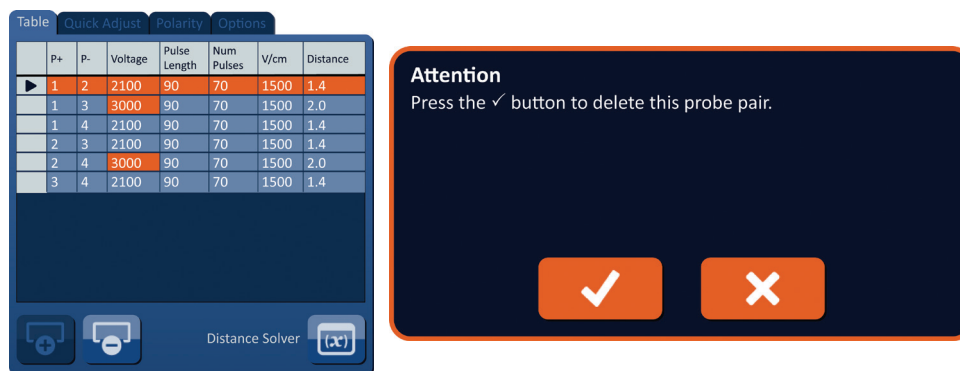 Table Quick Adjust Polarity Options
P+ P- Voltage Pulse Length Num Pulses V/cm Distance
1 2 2100 90 70 1500 1.4
1 3 3000 90 70 1500 2.0
1 4 2100 90 70 1500 1.4
2 3 2100 90 70 1500 1.4
2 4 3000 90 70 1500 2.0
3 4 2100 90 70 1500 1.4
Distance Solver (x)
Attention
Press the ✓ button to delete this probe pair.